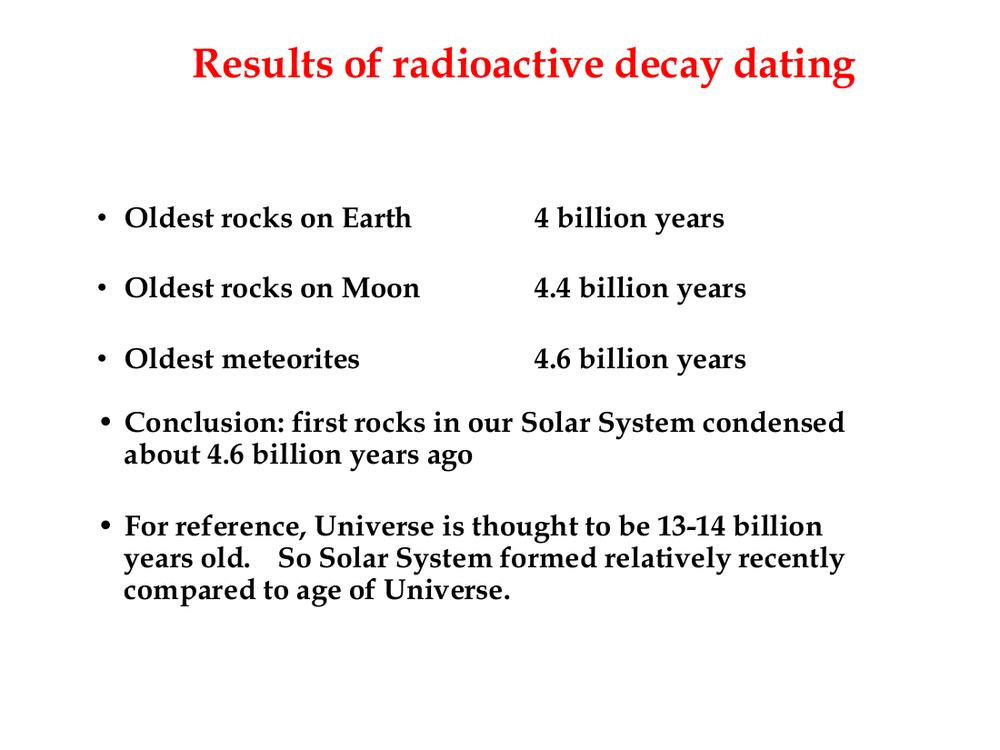 Results of radioactive decay dating
• Oldest rocks on Earth 4 billion years
• Oldest rocks on Moon 4.4 billion years
• Oldest meteorites 4.6 billion years
• Conclusion: first rocks in our Solar System condensed
about 4.6 billion years ago
• For reference, Universe is thought to be 13-14 billion
years old. So Solar System formed relatively recently
compared to age of Universe.